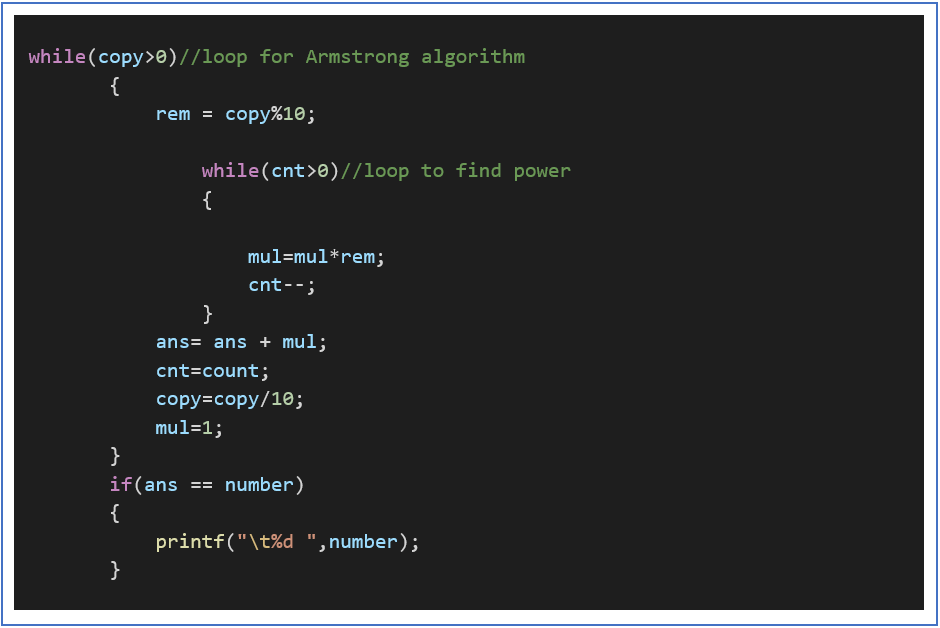 while(copy>0)//loop for Armstrong algorithm
{
rem = copy%10;
while(cnt>0)//loop to find power
{
mul=mul*rem;
cnt--;
}
ans= ans + mul;
cnt=count;
copy=copy/10;
mul=1;
}
if(ans == number)
{
printf("\t%d ",number);
}